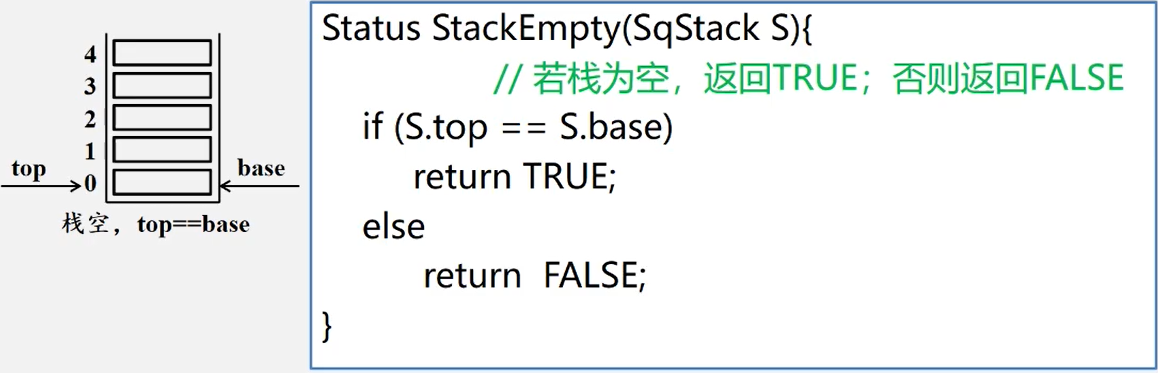 4
3
2
1
top
0
base
栈空，top==base
Status StackEmpty(SqStack S){
// 若栈为空，返回TRUE；否则返回FALSE
if (S.top == S.base)
return TRUE;
else
return FALSE;
}